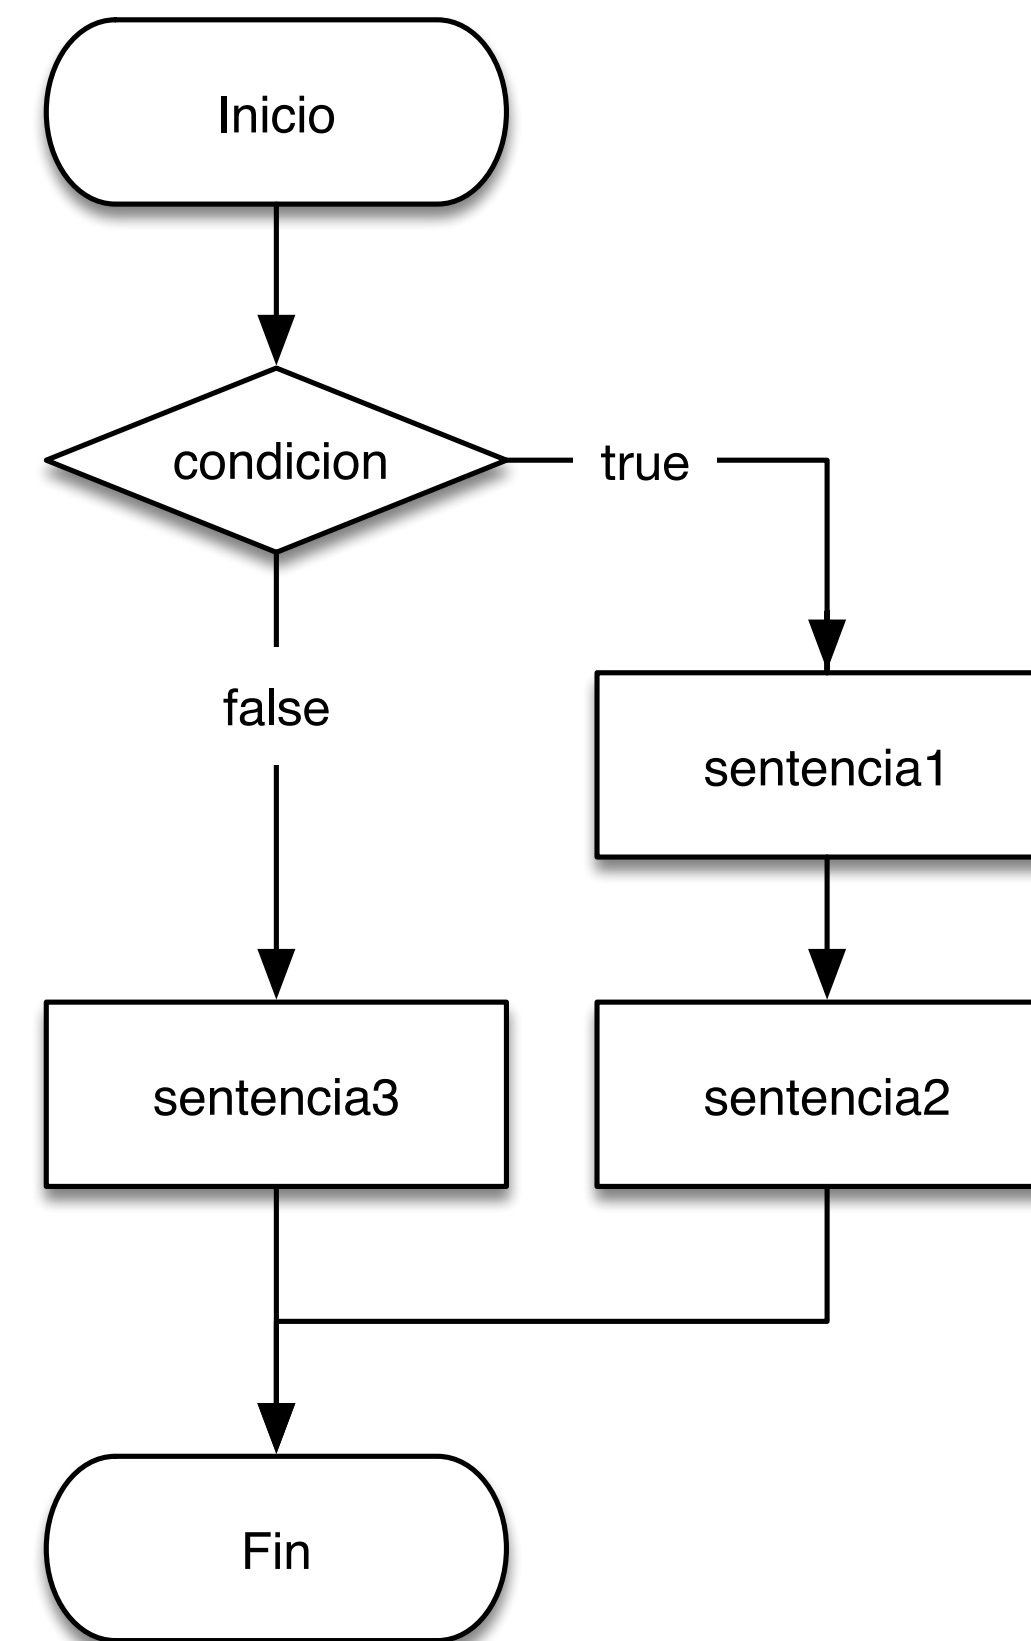 Inicio
condicion
true
false
sentencia1
sentencia3
sentencia2
Fin